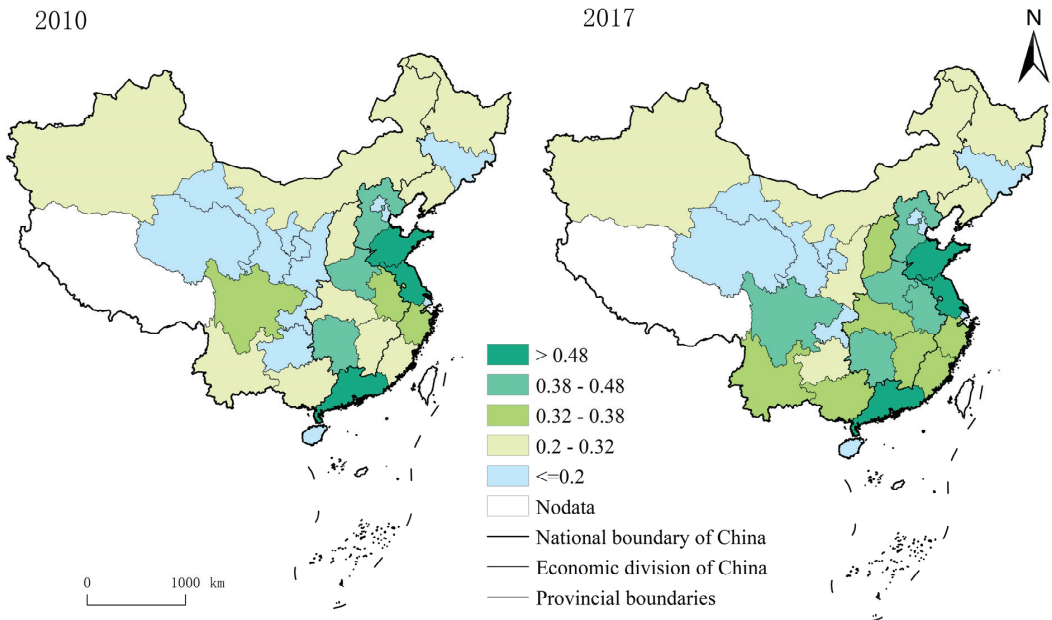 2010
2017
N
> 0.48
0.38 - 0.48
0.32 - 0.38
0.2 - 0.32
<=0.2
Nodata
National boundary of China
Economic division of China
Provincial boundaries
0 1000 km